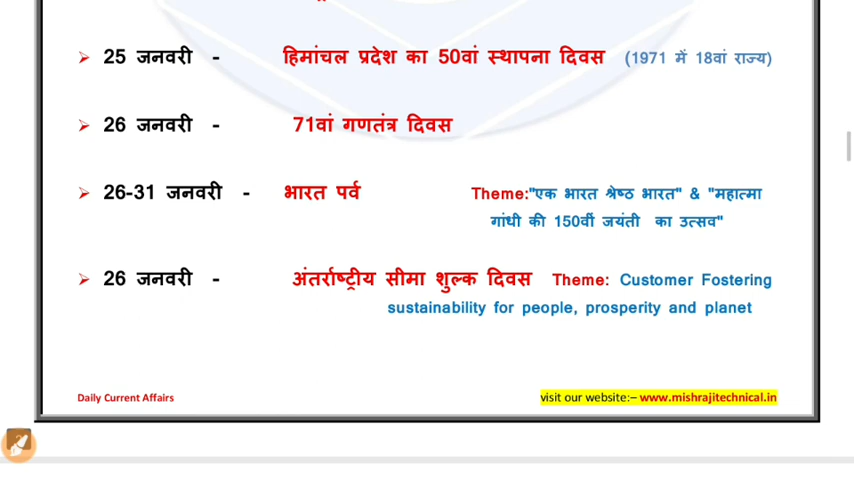 ➢ 25 जनवरी - हिमांचल प्रदेश का 50वां स्थापना दिवस (1971 में 18वां राज्य)
➢ 26 जनवरी - 71वां गणतंत्र दिवस
➢ 26-31 जनवरी - भारत पर्व Theme:"एक भारत श्रेष्ठ भारत" & "महात्मा
गांधी की 150वीं जयंती का उत्सव"
➢ 26 जनवरी - अंतर्राष्ट्रीय सीमा शुल्क दिवस Theme: Customer Fostering
sustainability for people, prosperity and planet
Daily Current Affairs visit our website:– www.mishrajitechnical.in